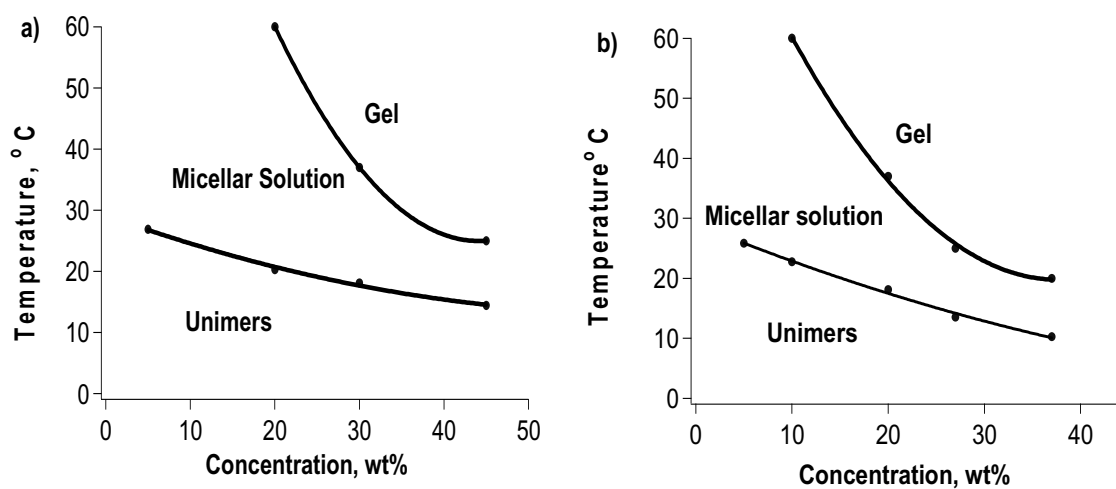 a)
Temperature, ° C
60
50
40
30
20
10
0
Gel
Micellar Solution
Unimers
0 10 20 30 40 50
Concentration, wt%
b)
Temperature° C
60
50
40
30
20
10
0
Gel
Micellar solution
Unimers
0 10 20 30 40
Concentration, wt%